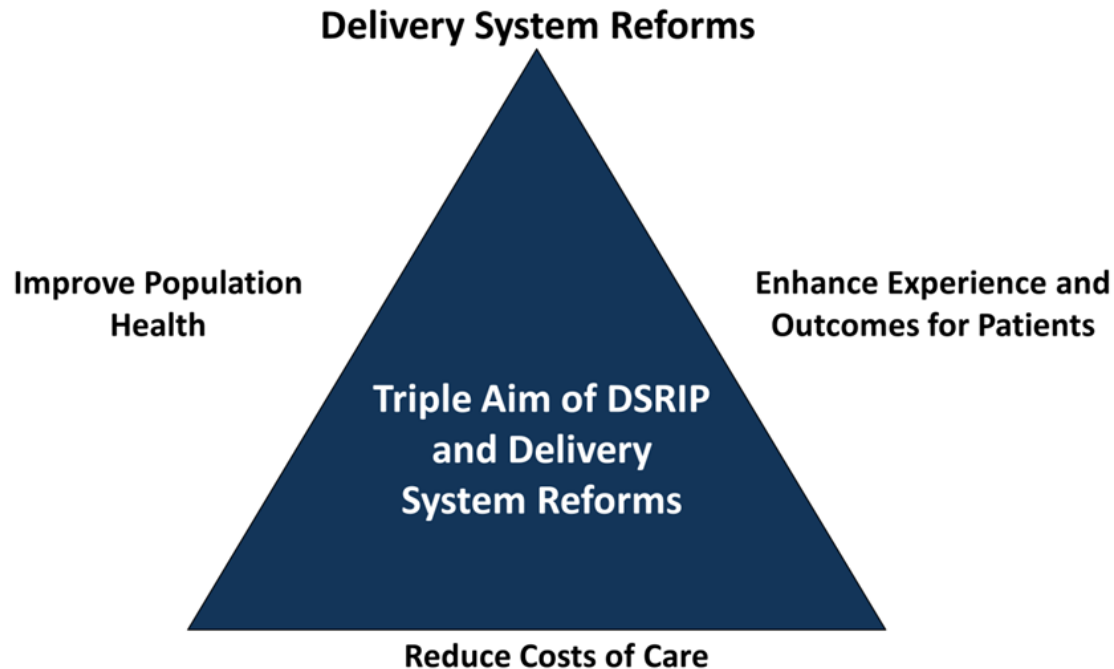 Delivery System Reforms
Improve Population
Health
Enhance Experience and
Outcomes for Patients
Triple Aim of DSRIP
and Delivery
System Reforms
Reduce Costs of Care